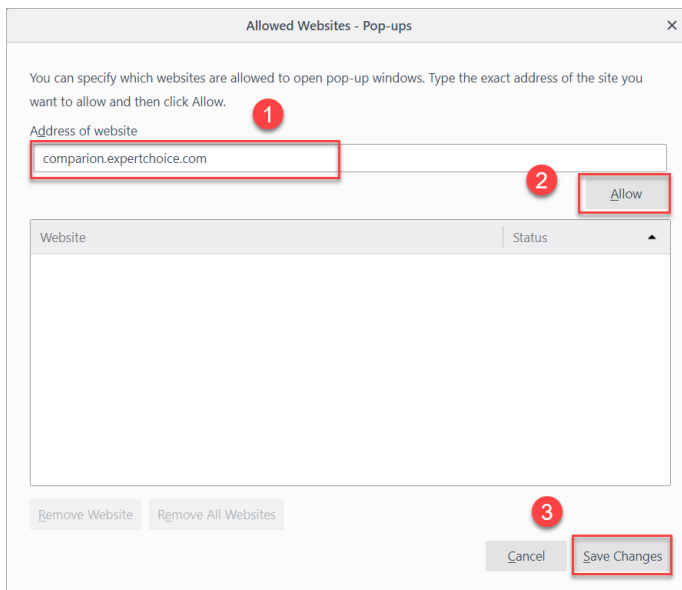 Allowed Websites - Pop-ups
You can specify which websites are allowed to open pop-up windows. Type the exact address of the site you
want to allow and then click Allow.
1
Address of website
comparion.expertchoice.com
2
Allow
Website Status
Remove Website Remove All Websites
3
Cancel Save Changes